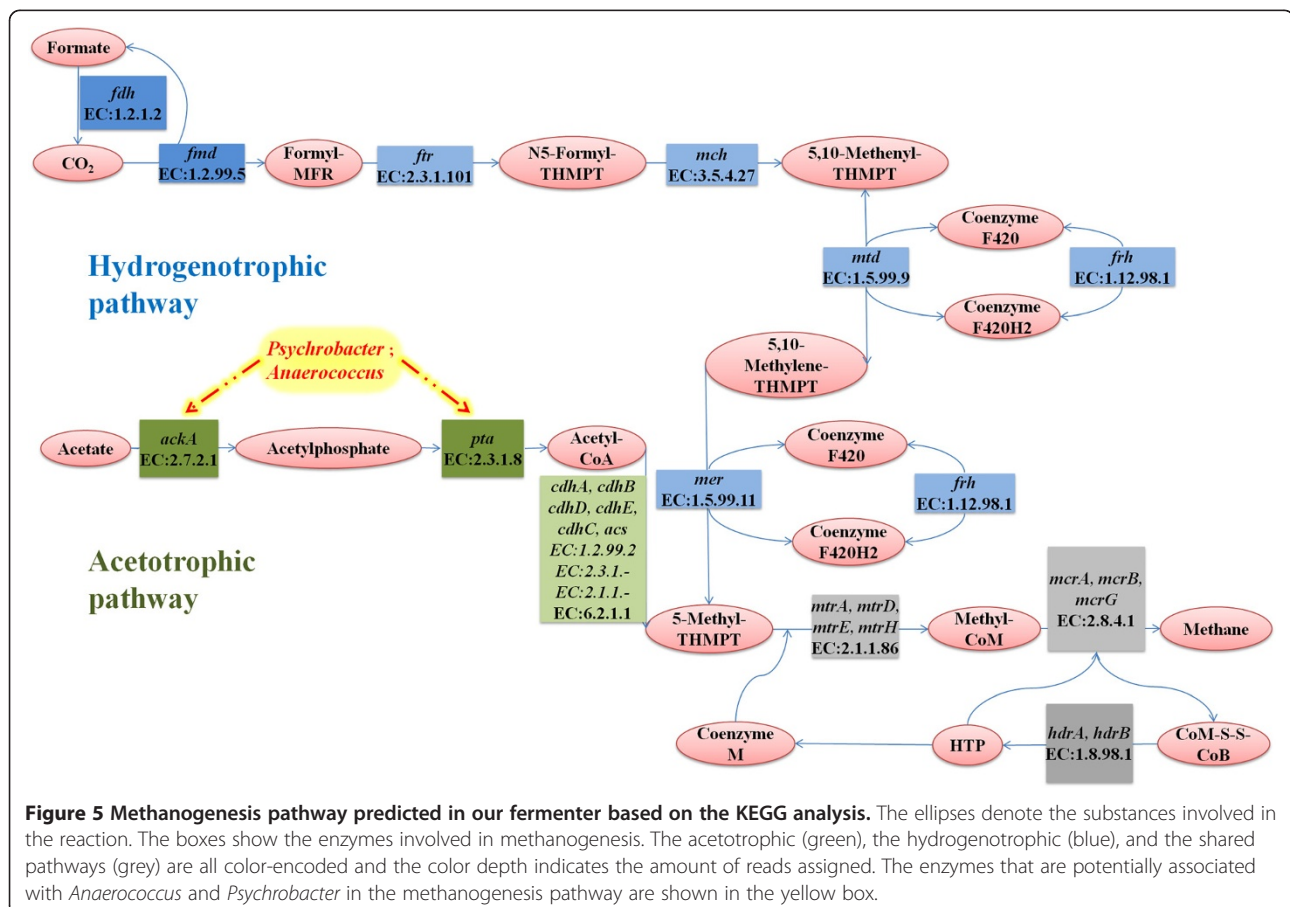 Formate
fdh
EC:1.2.1.2
CO₂
fmd
EC:1.2.99.5
Formyl-
MFR
ftr
EC:2.3.1.101
N5-Formyl-
THMPT
mch
EC:3.5.4.27
5,10-Methenyl-
THMPT
Coenzyme
F420
mtd
EC:1.5.99.9
frh
EC:1.12.98.1
Coenzyme
F420H2
Hydrogenotrophic
pathway
5,10-
Methylene-
THMPT
Psychrobacter ;
Anaerococcus
Acetate
ackA
EC:2.7.2.1
Acetylphosphate
pta
EC:2.3.1.8
Acetyl-
CoA
Coenzyme
F420
mer
EC:1.5.99.11
frh
EC:1.12.98.1
Coenzyme
F420H2
cdhA, cdhB
cdhD, cdhE,
cdhC, acs
EC:1.2.99.2
EC:2.3.1.-
EC:2.1.1.-
EC:6.2.1.1
Acetotrophic
pathway
5-Methyl-
THMPT
mtrA, mtrD,
mtrE, mtrH
EC:2.1.1.86
Methyl-
CoM
mcrA, mcrB,
mcrG
EC:2.8.4.1
Methane
Coenzyme
M
HTP
hdrA, hdrB
EC:1.8.98.1
CoM-S-S-
CoB
Figure 5 Methanogenesis pathway predicted in our fermenter based on the KEGG analysis. The ellipses denote the substances involved in
the reaction. The boxes show the enzymes involved in methanogenesis. The acetotrophic (green), the hydrogenotrophic (blue), and the shared
pathways (grey) are all color-encoded and the color depth indicates the amount of reads assigned. The enzymes that are potentially associated
with Anaerococcus and Psychrobacter in the methanogenesis pathway are shown in the yellow box.